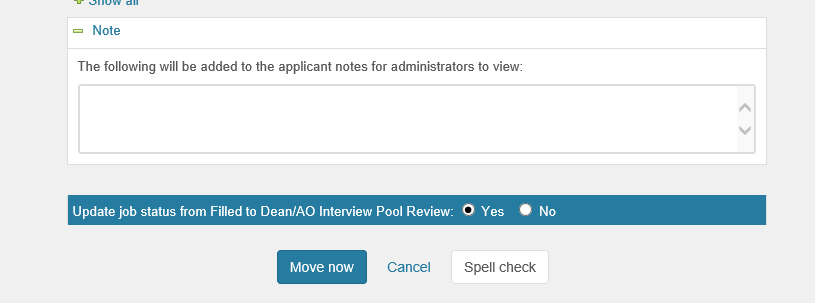 Show all
Note
The following will be added to the applicant notes for administrators to view:
Update job status from Filled to Dean/AO Interview Pool Review: Yes No
Move now Cancel Spell check